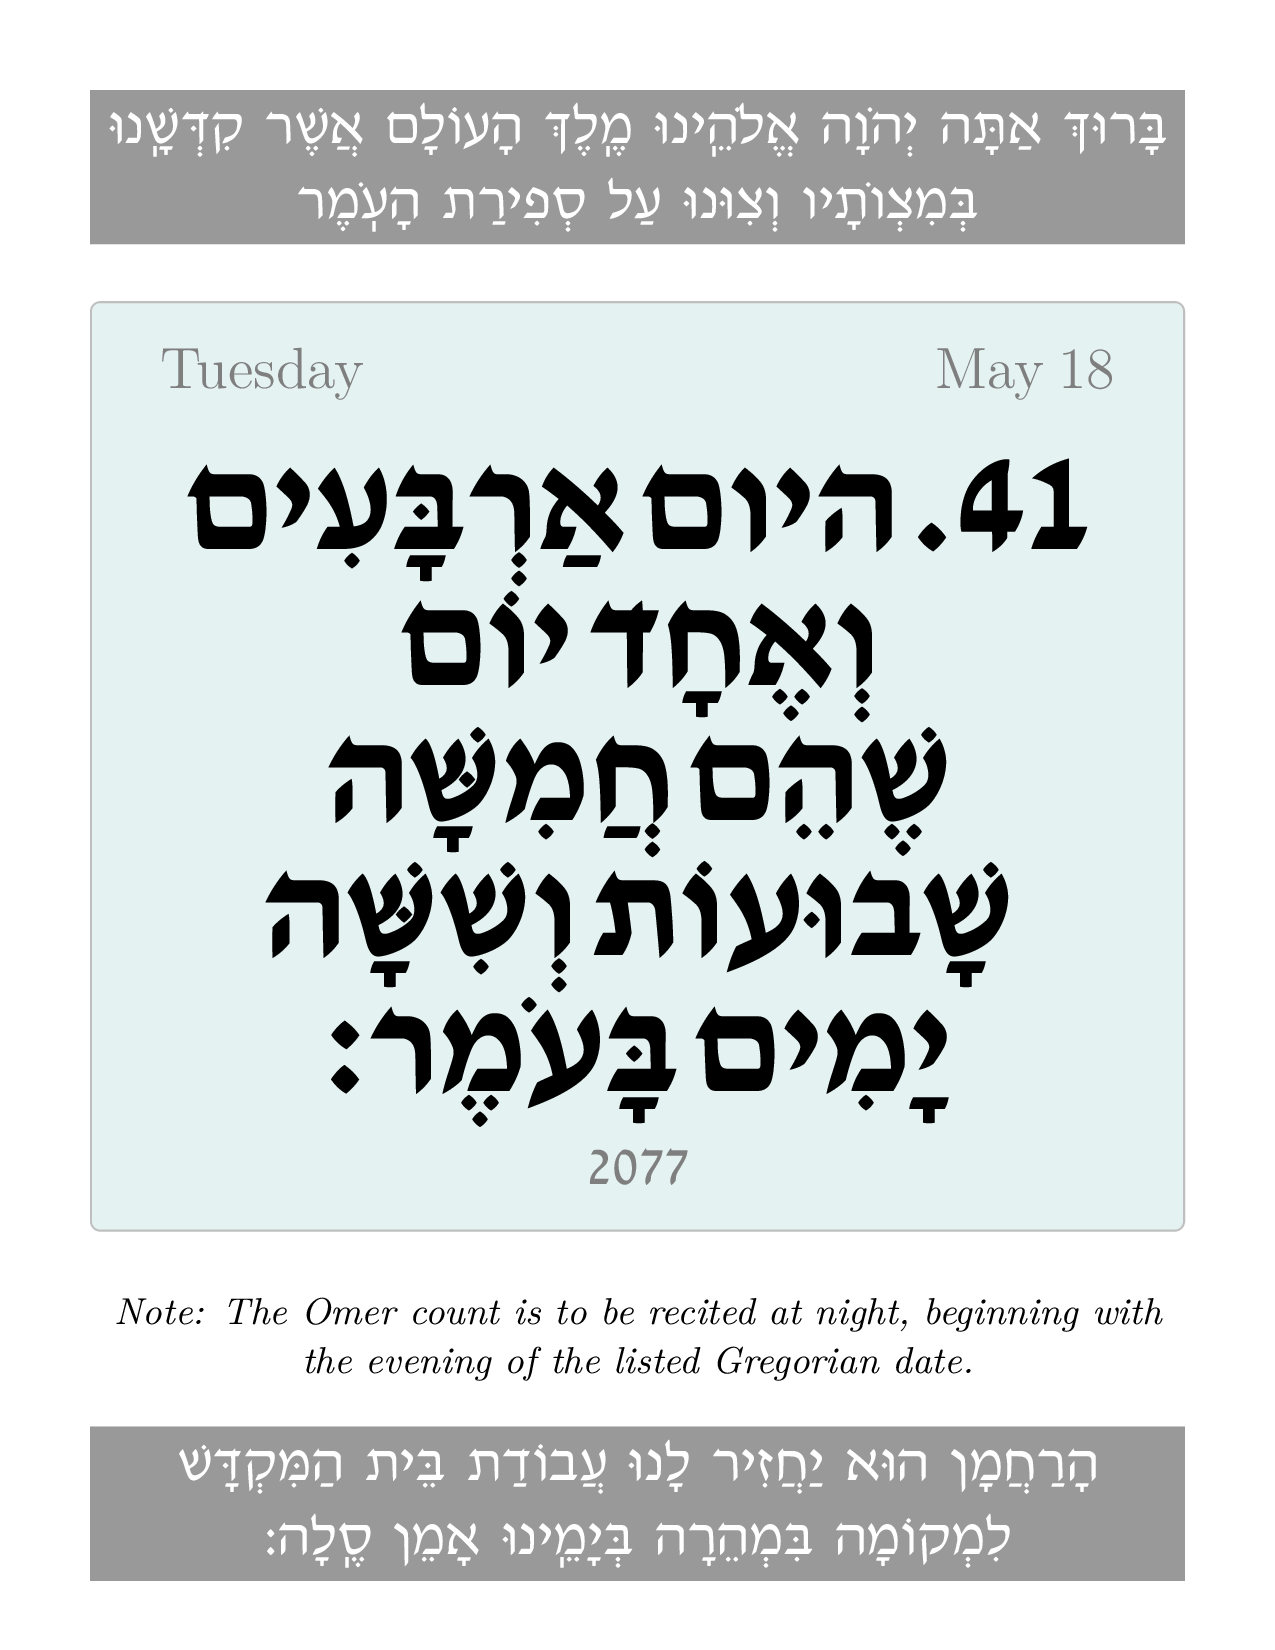 בָּרוּךְ אַתָּה יְהֹוָה אֱלֹהֵֽינוּ מֶֽלֶךְ הָעוֹלָם אֲשֶׁר קִדְּשָֽׁנוּ
בְּמִצְוֹתָיו וְצִוּנוּ עַל סְפִירַת הָעֹֽמֶר
Tuesday May 18
41. היום אַרְבָּעִים
וְאֶחָד יוֹם
שֶׁהֵם חֲמִשָּׁה
שָׁבוּעוֹת וְשִׁשָּׁה
יָמִים בָּעֹמֶר:
2077
Note: The Omer count is to be recited at night, beginning with
the evening of the listed Gregorian date.
הָרַחֲמָן הוּא יַחֲזִיר לָנוּ עֲבוֹדַת בֵּית הַמִּקְדָּשׁ
לִמְקוֹמָה בִּמְהֵרָה בְּיָמֵֽינוּ אָמֵן סֶֽלָה: